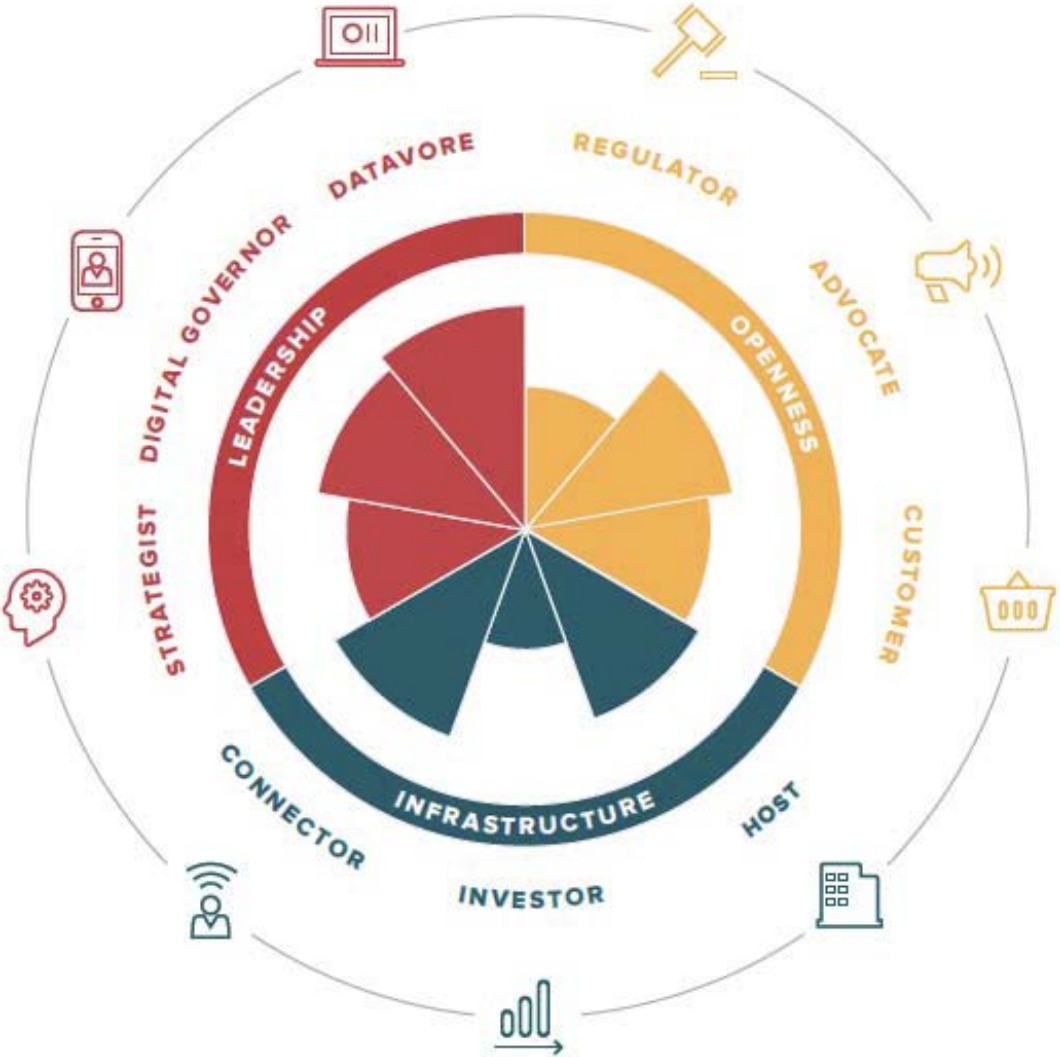 DATAVORE
REGULATOR
DIGITAL GOVERNOR
ADVOCATE
LEADERSHIP
OPENNESS
STRATEGIST
CUSTOMER
CONNECTOR
INFRASTRUCTURE
HOST
INVESTOR